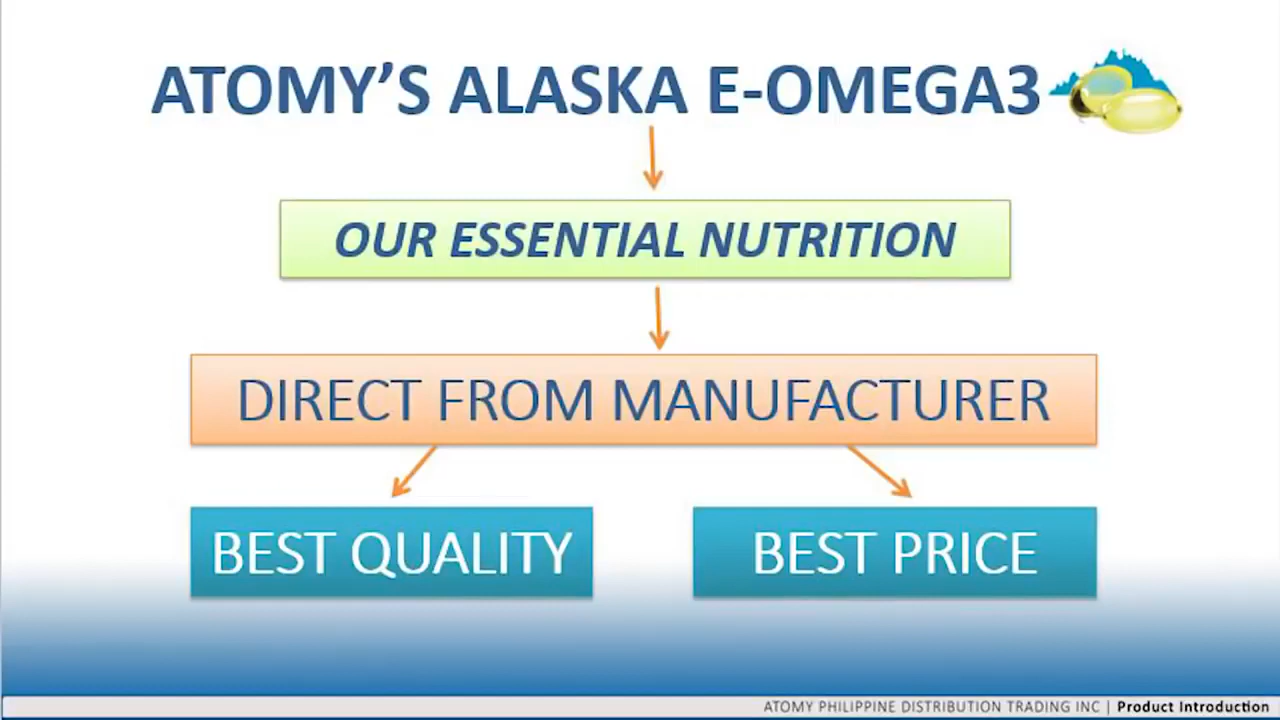 ATOMY'S ALASKA E-OMEGA3
OUR ESSENTIAL NUTRITION
DIRECT FROM MANUFACTURER
BEST QUALITY
BEST PRICE
ATOMY PHILIPPINE DISTRIBUTION TRADING INC | Product Introduction